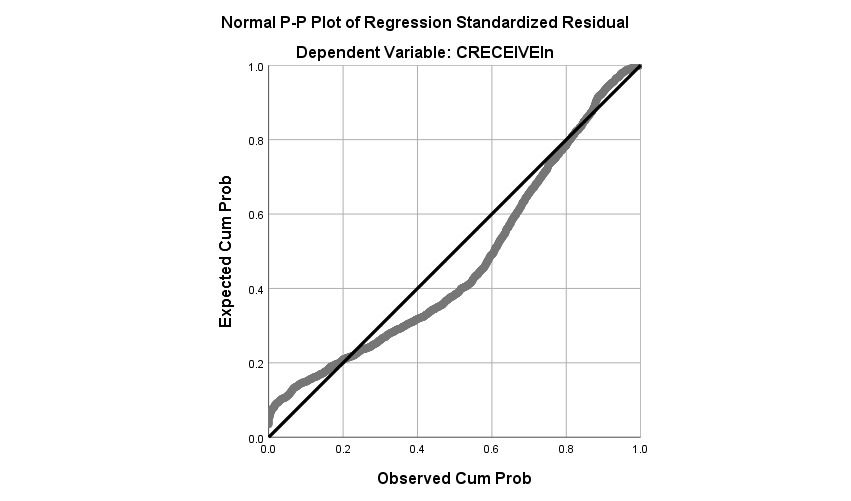 Normal P-P Plot of Regression Standardized Residual
Dependent Variable: CRECEIVEln
1.0
0.8
0.6
0.4
0.2
0.0
Expected Cum Prob
0.0 0.2 0.4 0.6 0.8 1.0
Observed Cum Prob